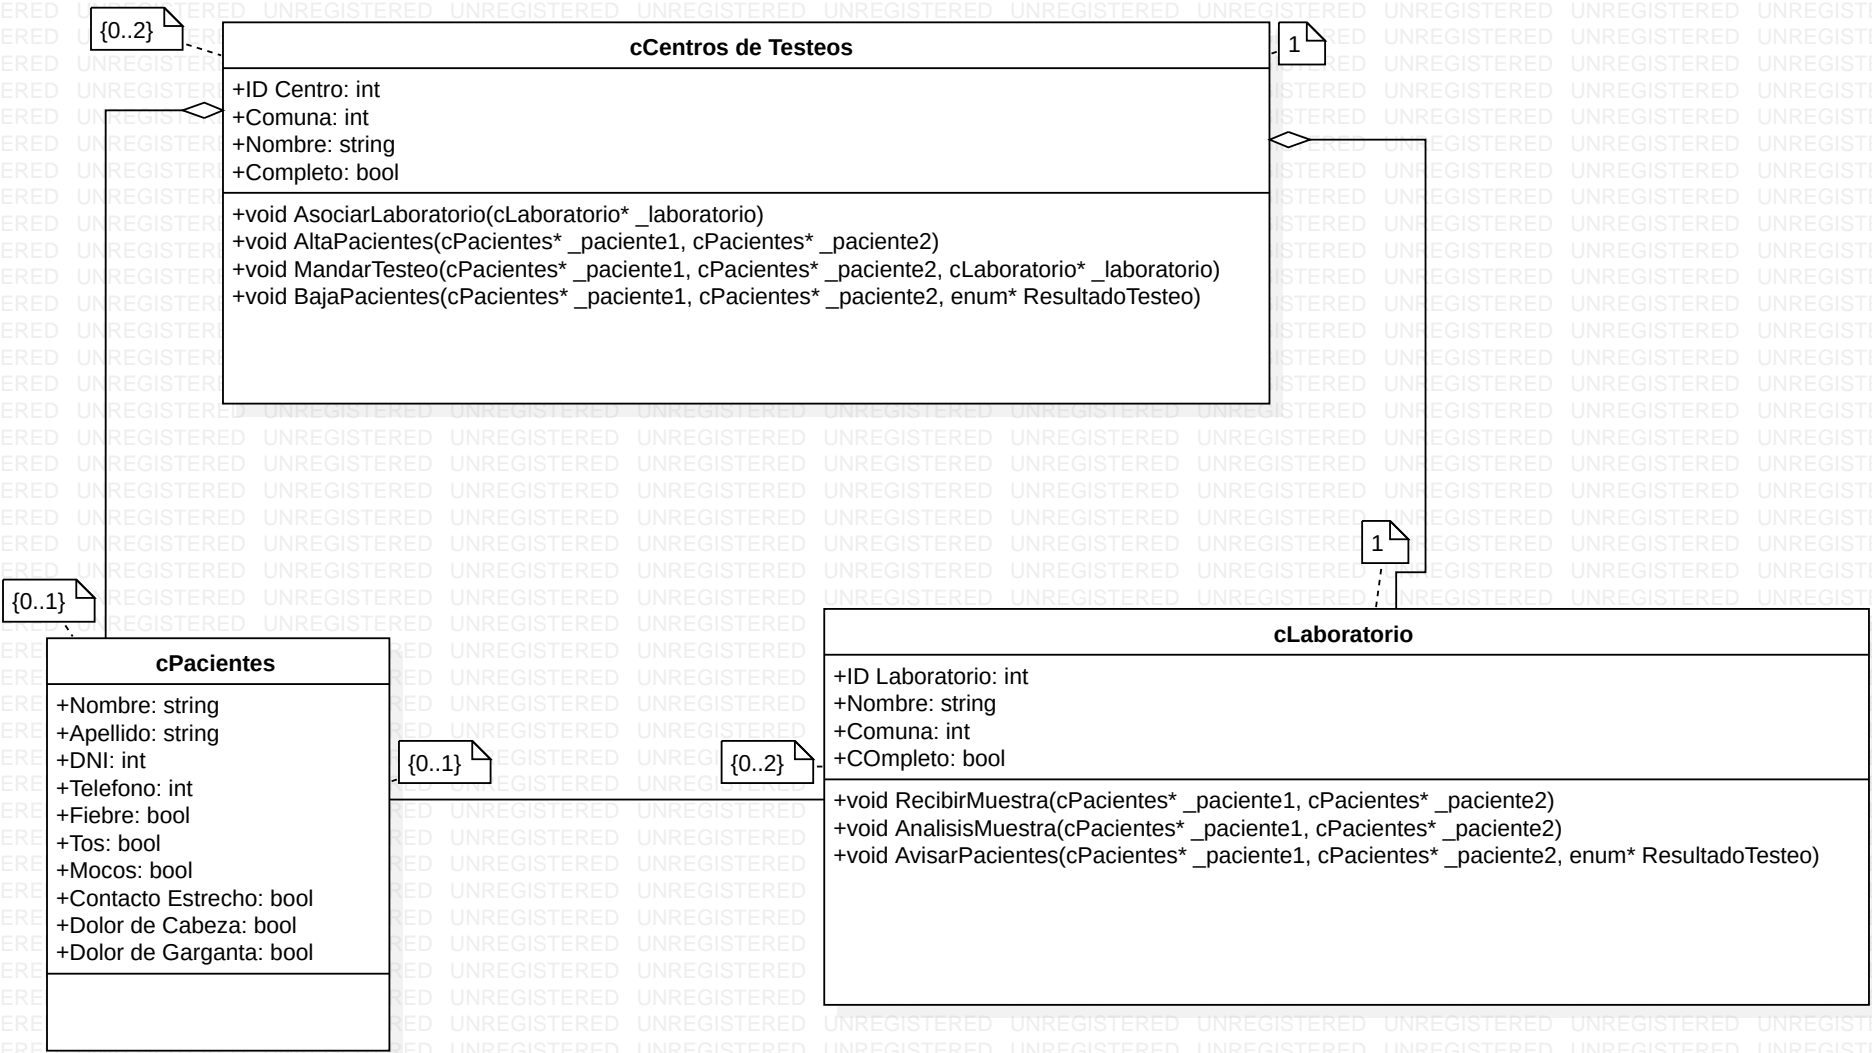 {0..2}
1
cCentros de Testeos
+ID Centro: int
+Comuna: int
+Nombre: string
+Completo: bool
+void AsociarLaboratorio(cLaboratorio* _laboratorio)
+void AltaPacientes(cPacientes* _paciente1, cPacientes* _paciente2)
+void MandarTesteo(cPacientes* _paciente1, cPacientes* _paciente2, cLaboratorio* _laboratorio)
+void BajaPacientes(cPacientes* _paciente1, cPacientes* _paciente2, enum* ResultadoTesteo)
{0..1}
cPacientes
+Nombre: string
+Apellido: string
+DNI: int
+Telefono: int
+Fiebre: bool
+Tos: bool
+Mocos: bool
+Contacto Estrecho: bool
+Dolor de Cabeza: bool
+Dolor de Garganta: bool
{0..1}
{0..2}
1
cLaboratorio
+ID Laboratorio: int
+Nombre: string
+Comuna: int
+COmpleto: bool
+void RecibirMuestra(cPacientes* _paciente1, cPacientes* _paciente2)
+void AnalisisMuestra(cPacientes* _paciente1, cPacientes* _paciente2)
+void AvisarPacientes(cPacientes* _paciente1, cPacientes* _paciente2, enum* ResultadoTesteo)
UNREGISTERED